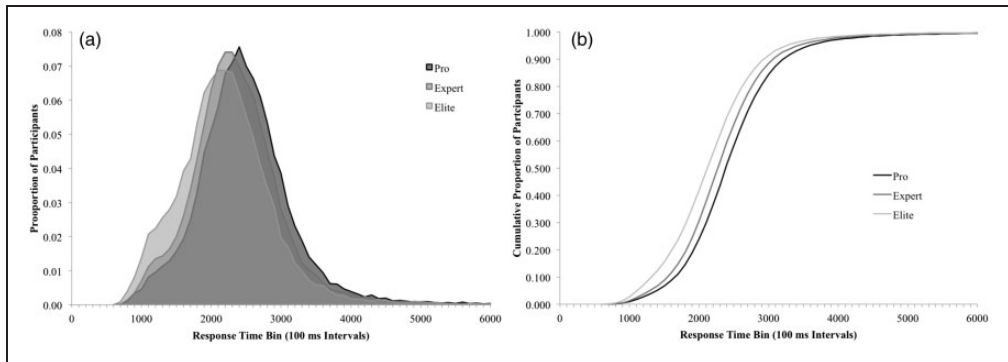 (a)
0.08
0.07
0.06
0.05
0.04
0.03
0.02
0.01
0.00
Prooportion of Participants
Pro
Expert
Elite
1000
2000
3000
4000
5000
6000
Response Time Bin (100 ms Intervals)
(b)
1.000
0.900
0.800
0.700
0.600
0.500
0.400
0.300
0.200
0.100
0.000
Cumulative Proportion of Partcipants
Pro
Expert
Elite
0
1000
2000
3000
4000
5000
6000
Response Time Bin (100 ms Intervals)